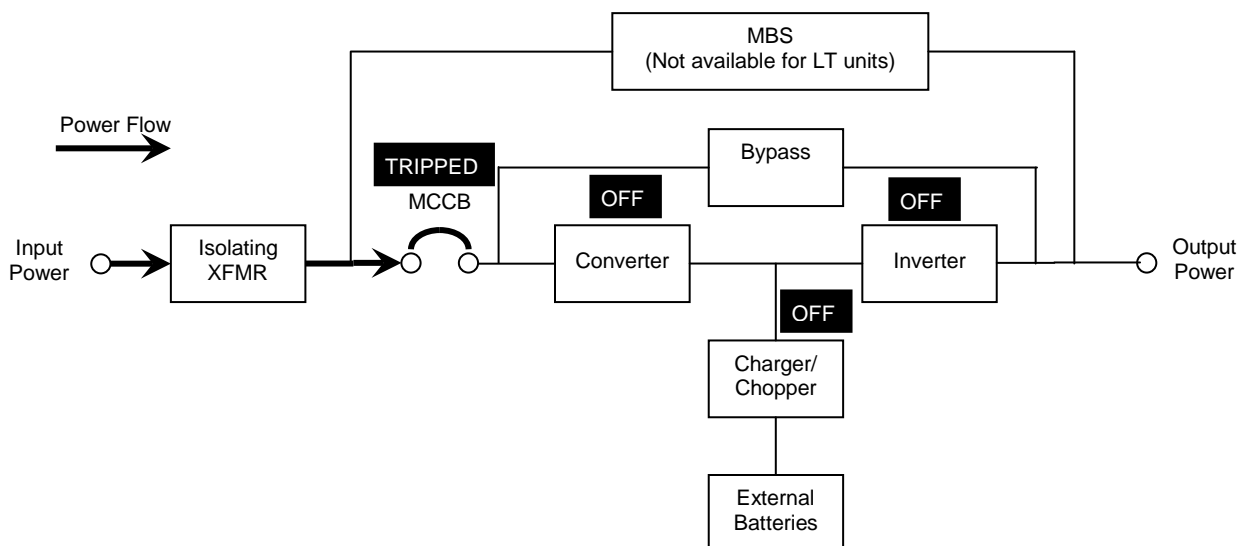 MBS
(Not available for LT units)
Power Flow
TRIPPED
MCCB
Bypass
OFF
OFF
Input
Power
Isolating
XFMR
Converter
Inverter
Output
Power
OFF
Charger/
Chopper
External
Batteries